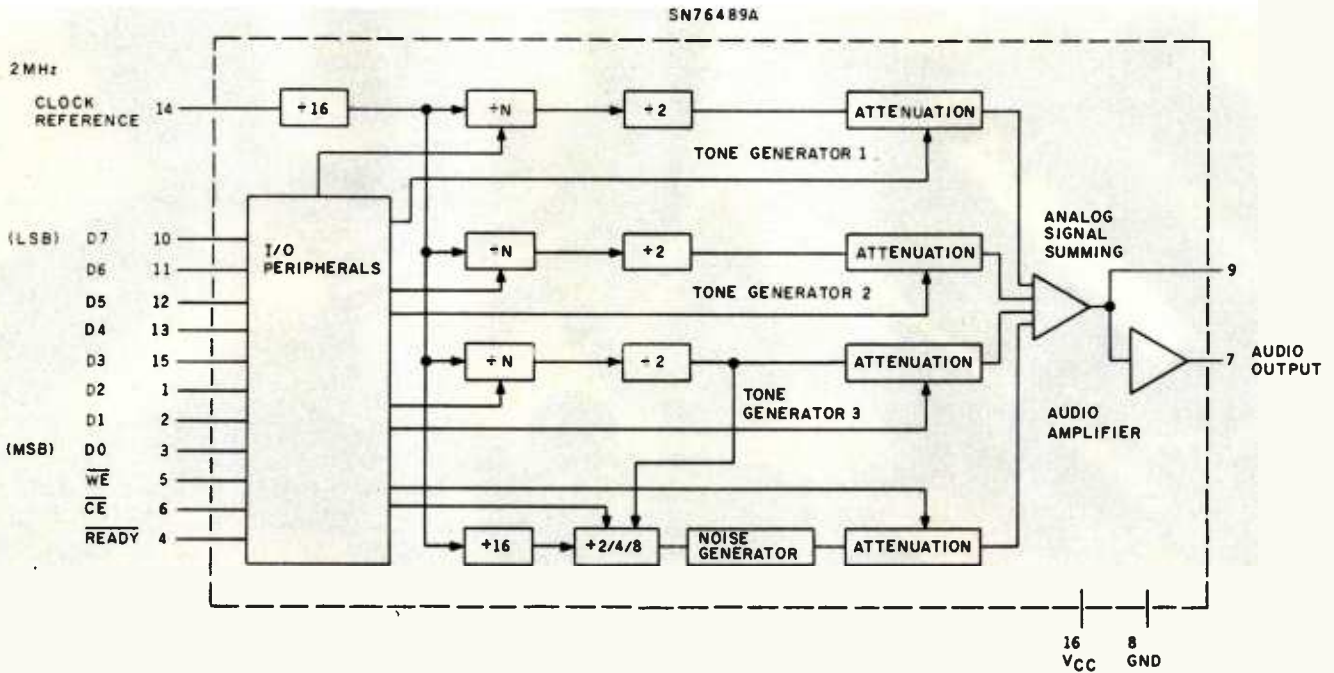 SN76489A
2MHz
CLOCK
REFERENCE 14
÷16
÷N
÷2
ATTENUATION
TONE GENERATOR 1
(LSB) D7 10
D6 11
D5 12
D4 13
D3 15
D2 1
D1 2
(MSB) D0 3
WE 5
CE 6
READY 4
I/O
PERIPHERALS
÷N
÷2
ATTENUATION
TONE GENERATOR 2
÷N
÷2
ATTENUATION
TONE
GENERATOR 3
÷16
÷2/4/8
NOISE
GENERATOR
ATTENUATION
ANALOG
SIGNAL
SUMMING
9
7 AUDIO
OUTPUT
AUDIO
AMPLIFIER
16
VCC
8
GND